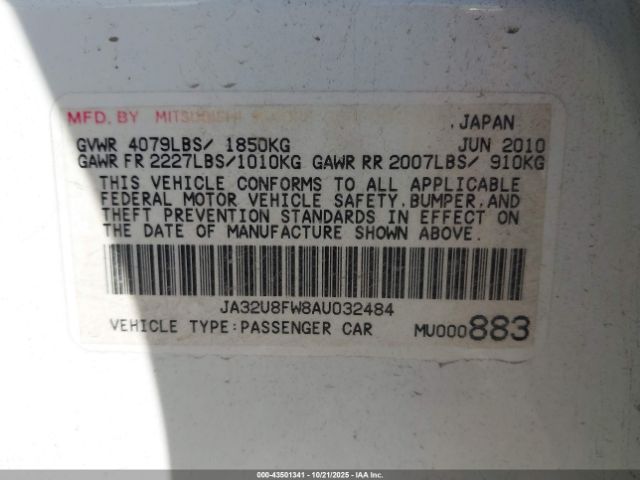 MFD. BY MITSUBISHI
.JAPAN
GVWR 4079LBS/ 1850KG JUN 2010
GAWR FR 2227LBS/1010KG GAWR RR 2007LBS/ 910KG
THIS VEHICLE CONFORMS TO ALL APPLICABLE
FEDERAL MOTOR VEHICLE SAFETY, BUMPER, AND
THEFT PREVENTION STANDARDS IN EFFECT ON
THE DATE OF MANUFACTURE SHOWN ABOVE.
JA32U8FW8AU032484
VEHICLE TYPE:PASSENGER CAR MU000883
000-43501341 - 10/21/2025 - IAA Inc.